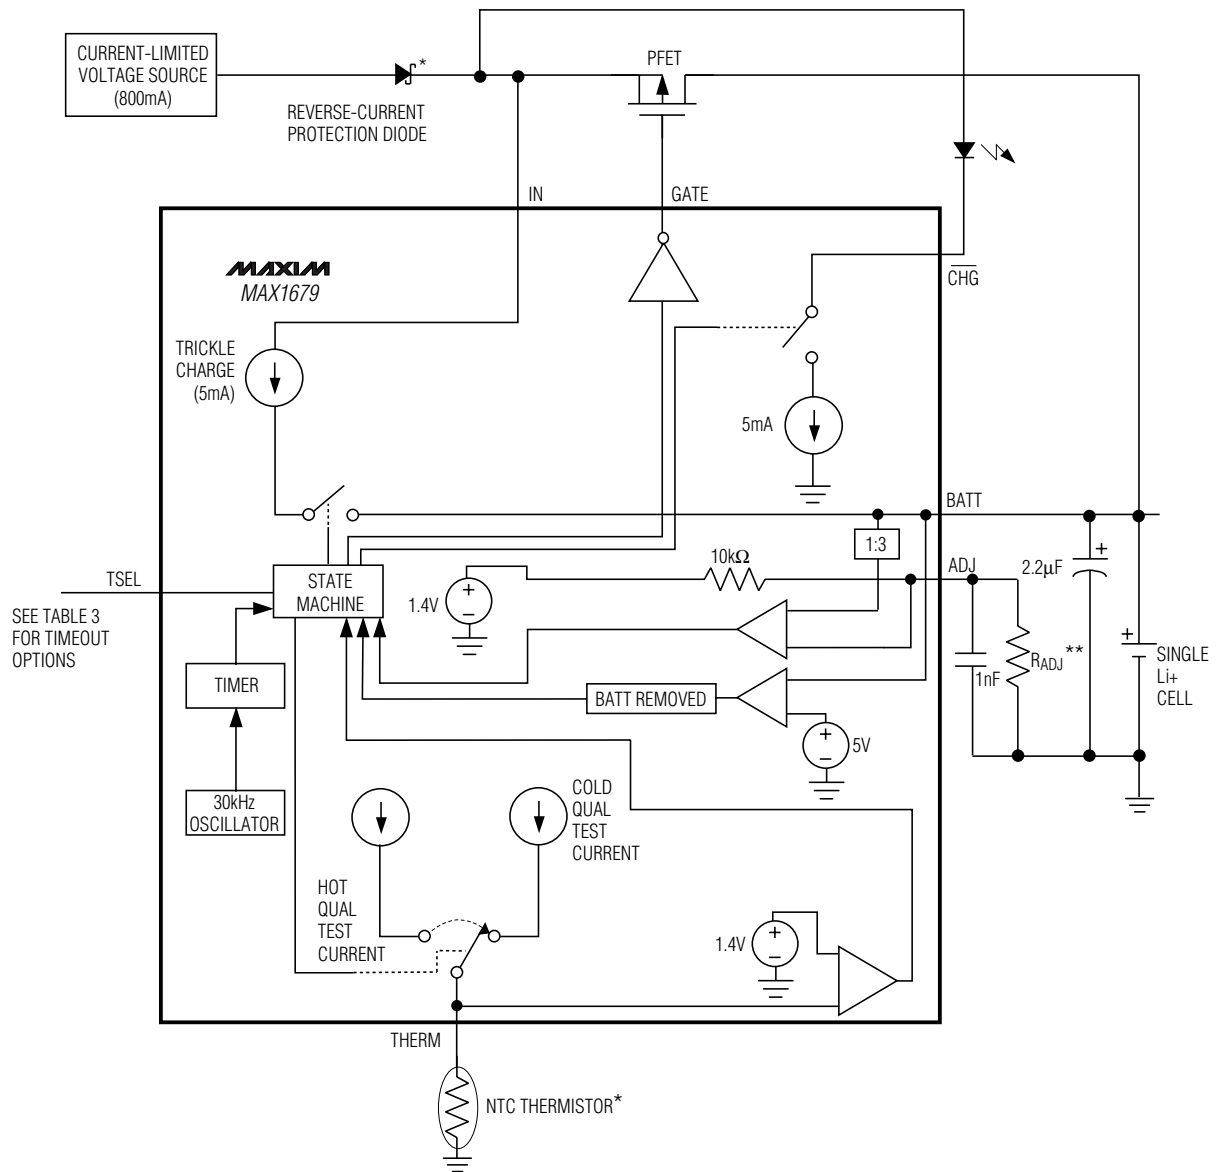 CURRENT-LIMITED
VOLTAGE SOURCE
(800mA)
*
REVERSE-CURRENT
PROTECTION DIODE
PFET
IN
GATE
MAXIM
MAX1679
CHG
TRICKLE
CHARGE
(5mA)
5mA
BATT
1:3
10kΩ
ADJ
TSEL
STATE
MACHINE
1.4V
2.2µF
+
SEE TABLE 3
FOR TIMEOUT
OPTIONS
+
−
TIMER
BATT REMOVED
1nF
RADJ**
+
SINGLE
Li+
CELL
+
−
5V
30kHz
OSCILLATOR
COLD
QUAL
TEST
CURRENT
HOT
QUAL
TEST
CURRENT
1.4V
+
−
THERM
NTC THERMISTOR*